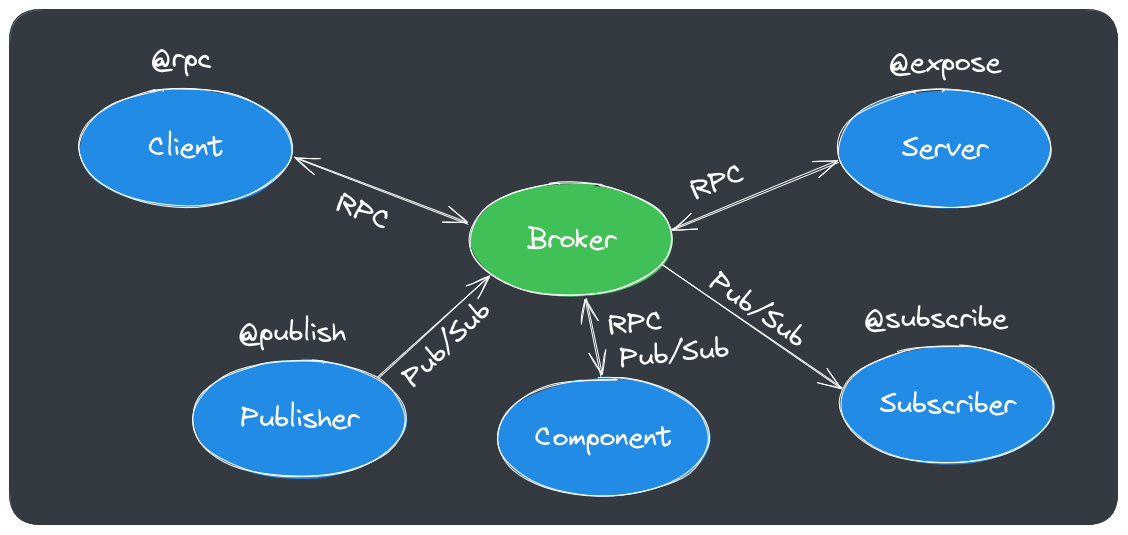 @rpc
@expose
Client
Server
RPC
RPC
Broker
@publish
Pub/Sub
RPC
Pub/Sub
Pub/Sub
@subscribe
Publisher
Component
Subscriber